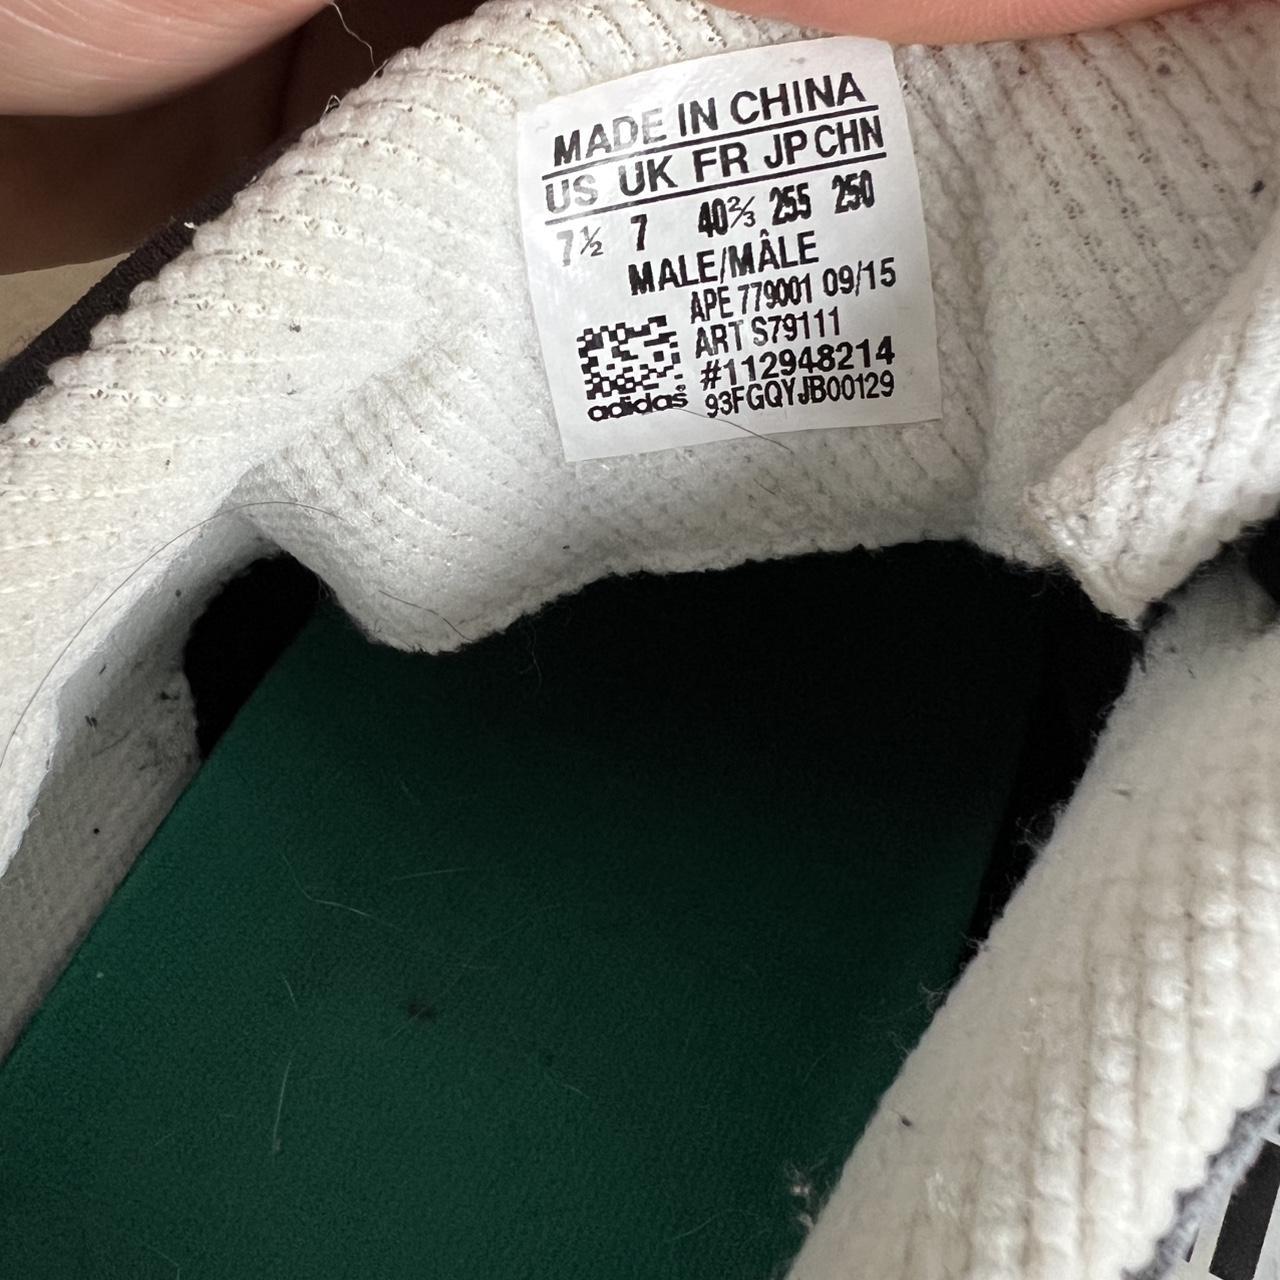 MADE IN CHINA
US UK FR JP CHN
7½ 7 40⅔ 255 250
MALE/MÂLE
APE 779001 09/15
ART S79111
#112948214
93FGQYJB00129
adidas®